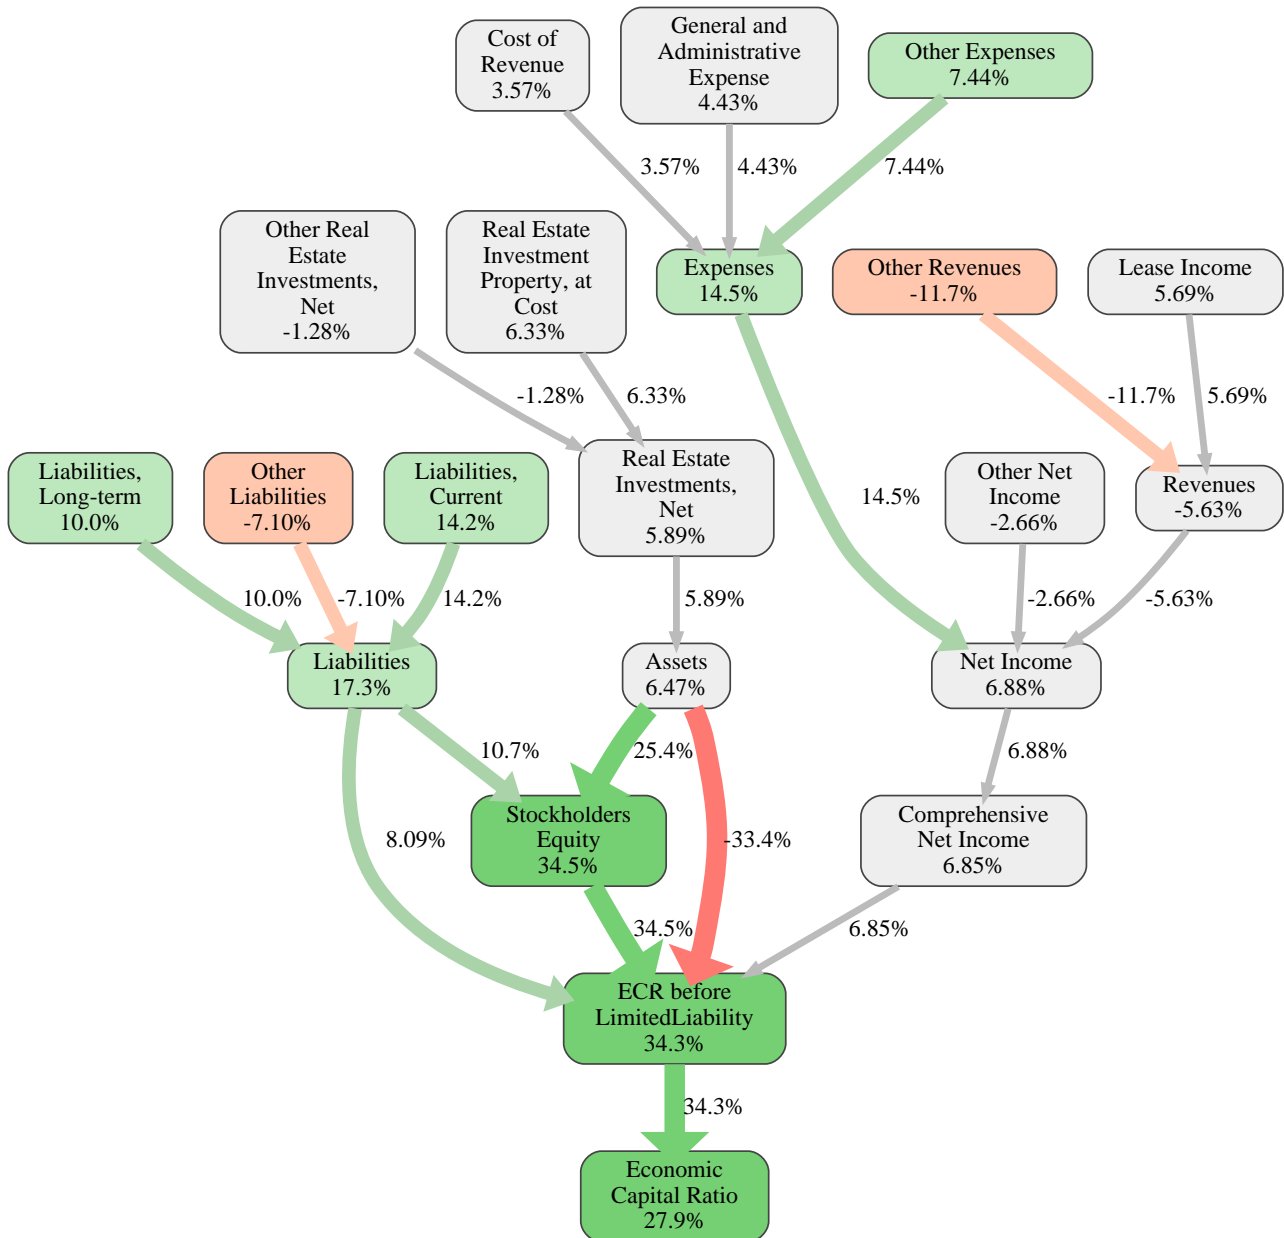 Cost of
Revenue
3.57%
General and
Administrative
Expense
4.43%
Other Expenses
7.44%
3.57%
4.43%
7.44%
Other Real
Estate
Investments,
Net
-1.28%
Real Estate
Investment
Property, at
Cost
6.33%
Expenses
14.5%
Other Revenues
-11.7%
Lease Income
5.69%
-1.28%
6.33%
-11.7%
5.69%
Liabilities,
Long-term
10.0%
Other
Liabilities
-7.10%
Liabilities,
Current
14.2%
Real Estate
Investments,
Net
5.89%
14.5%
Other Net
Income
-2.66%
Revenues
-5.63%
10.0%
-7.10%
14.2%
5.89%
-2.66%
-5.63%
Liabilities
17.3%
Assets
6.47%
Net Income
6.88%
10.7%
25.4%
6.88%
8.09%
Stockholders
Equity
34.5%
-33.4%
Comprehensive
Net Income
6.85%
34.5%
6.85%
ECR before
LimitedLiability
34.3%
34.3%
Economic
Capital Ratio
27.9%